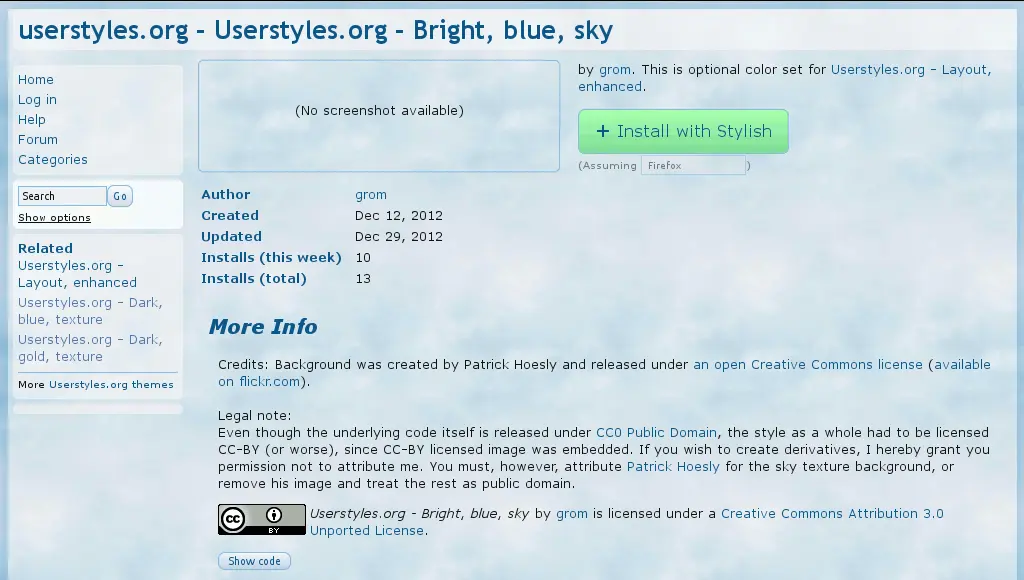 userstyles.org - Userstyles.org - Bright, blue, sky
Home
Log in
Help
Forum
Categories
Search
Go
Show options
Related
Userstyles.org -
Layout, enhanced
Userstyles.org - Dark,
blue, texture
Userstyles.org - Dark,
gold, texture
More Userstyles.org themes
(No screenshot available)
by grom. This is optional color set for Userstyles.org - Layout,
enhanced.
+ Install with Stylish
(Assuming Firefox )
Author grom
Created Dec 12, 2012
Updated Dec 29, 2012
Installs (this week) 10
Installs (total) 13
More Info
Credits: Background was created by Patrick Hoesly and released under an open Creative Commons license (available
on flickr.com).
Legal note:
Even though the underlying code itself is released under CC0 Public Domain, the style as a whole had to be licensed
CC-BY (or worse), since CC-BY licensed image was embedded. If you wish to create derivatives, I hereby grant you
permission not to attribute me. You must, however, attribute Patrick Hoesly for the sky texture background, or
remove his image and treat the rest as public domain.
cc BY
Userstyles.org - Bright, blue, sky by grom is licensed under a Creative Commons Attribution 3.0
Unported License.
Show code